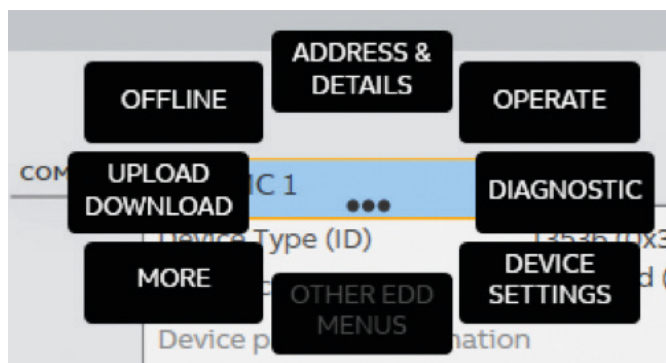 ADDRESS &
DETAILS
OFFLINE
OPERATE
COM
UPLOAD
DOWNLOAD
IC 1
DIAGNOSTIC
Device Type (ID)
MORE
DEVICE
SETTINGS
d (
OTHER EDD
MENUS
Device p
mation